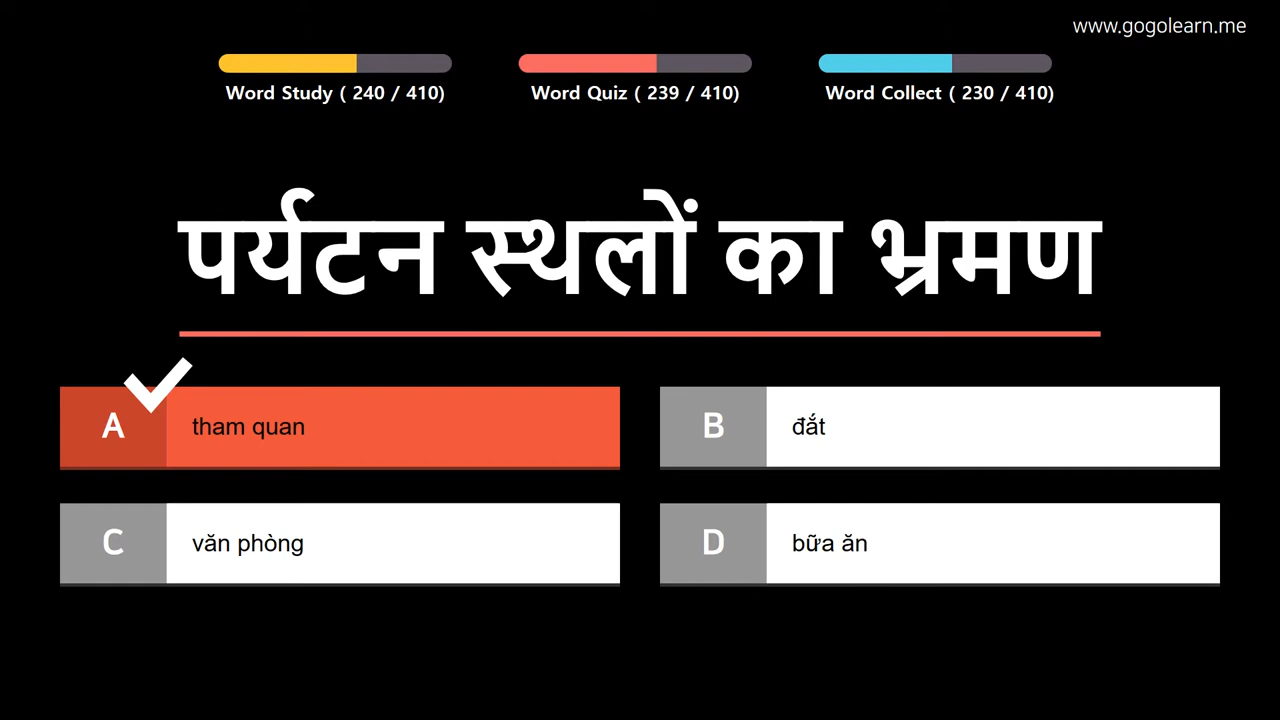 www.gogolearn.me
Word Study ( 240 / 410)
Word Quiz ( 239 / 410)
Word Collect ( 230 / 410)
पर्यटन स्थलों का भ्रमण
A tham quan
B đắt
C văn phòng
D bữa ăn